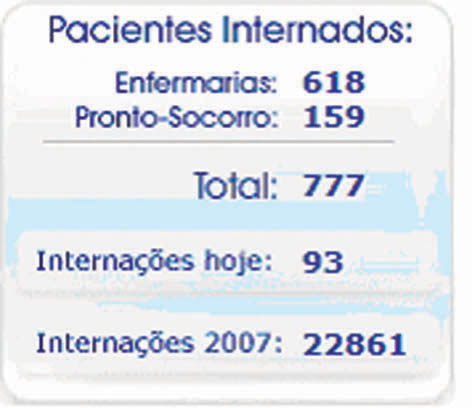 Pacientes Internados:
Enfermarias: 618
Pronto-Socorro: 159
Total: 777
Internações hoje: 93
Internações 2007: 22861